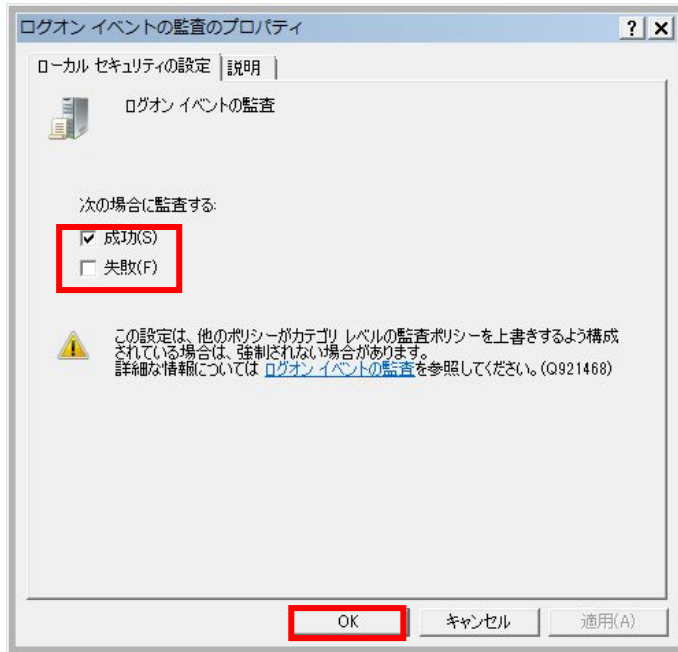 ログオン イベントの監査のプロパティ
ローカル セキュリティの設定 説明
ログオン イベントの監査
次の場合に監査する:
成功(S)
失敗(F)
この設定は、他のポリシーがカテゴリ レベルの監査ポリシーを上書きするよう構成
されている場合は、強制されない場合があります。
詳細な情報については ログオン イベントの監査を参照してください。(Q921468)
OK キャンセル 適用(A)